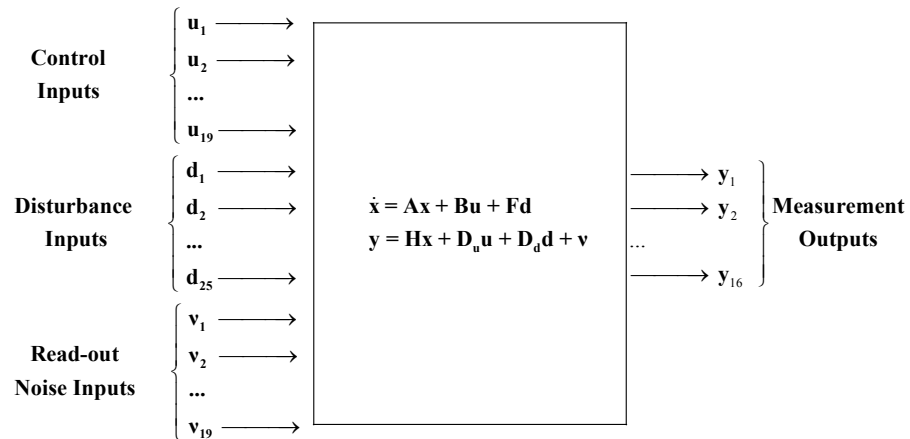 Control
Inputs
u₁
u₂
...
u₁₉
Disturbance
Inputs
d₁
d₂
...
d₂₅
Read-out
Noise Inputs
ν₁
ν₂
...
ν₁₉
ẋ = Ax + Bu + Fd
y = Hx + Dᵤu + D_d d + ν
y₁
y₂
...
y₁₆
Measurement
Outputs